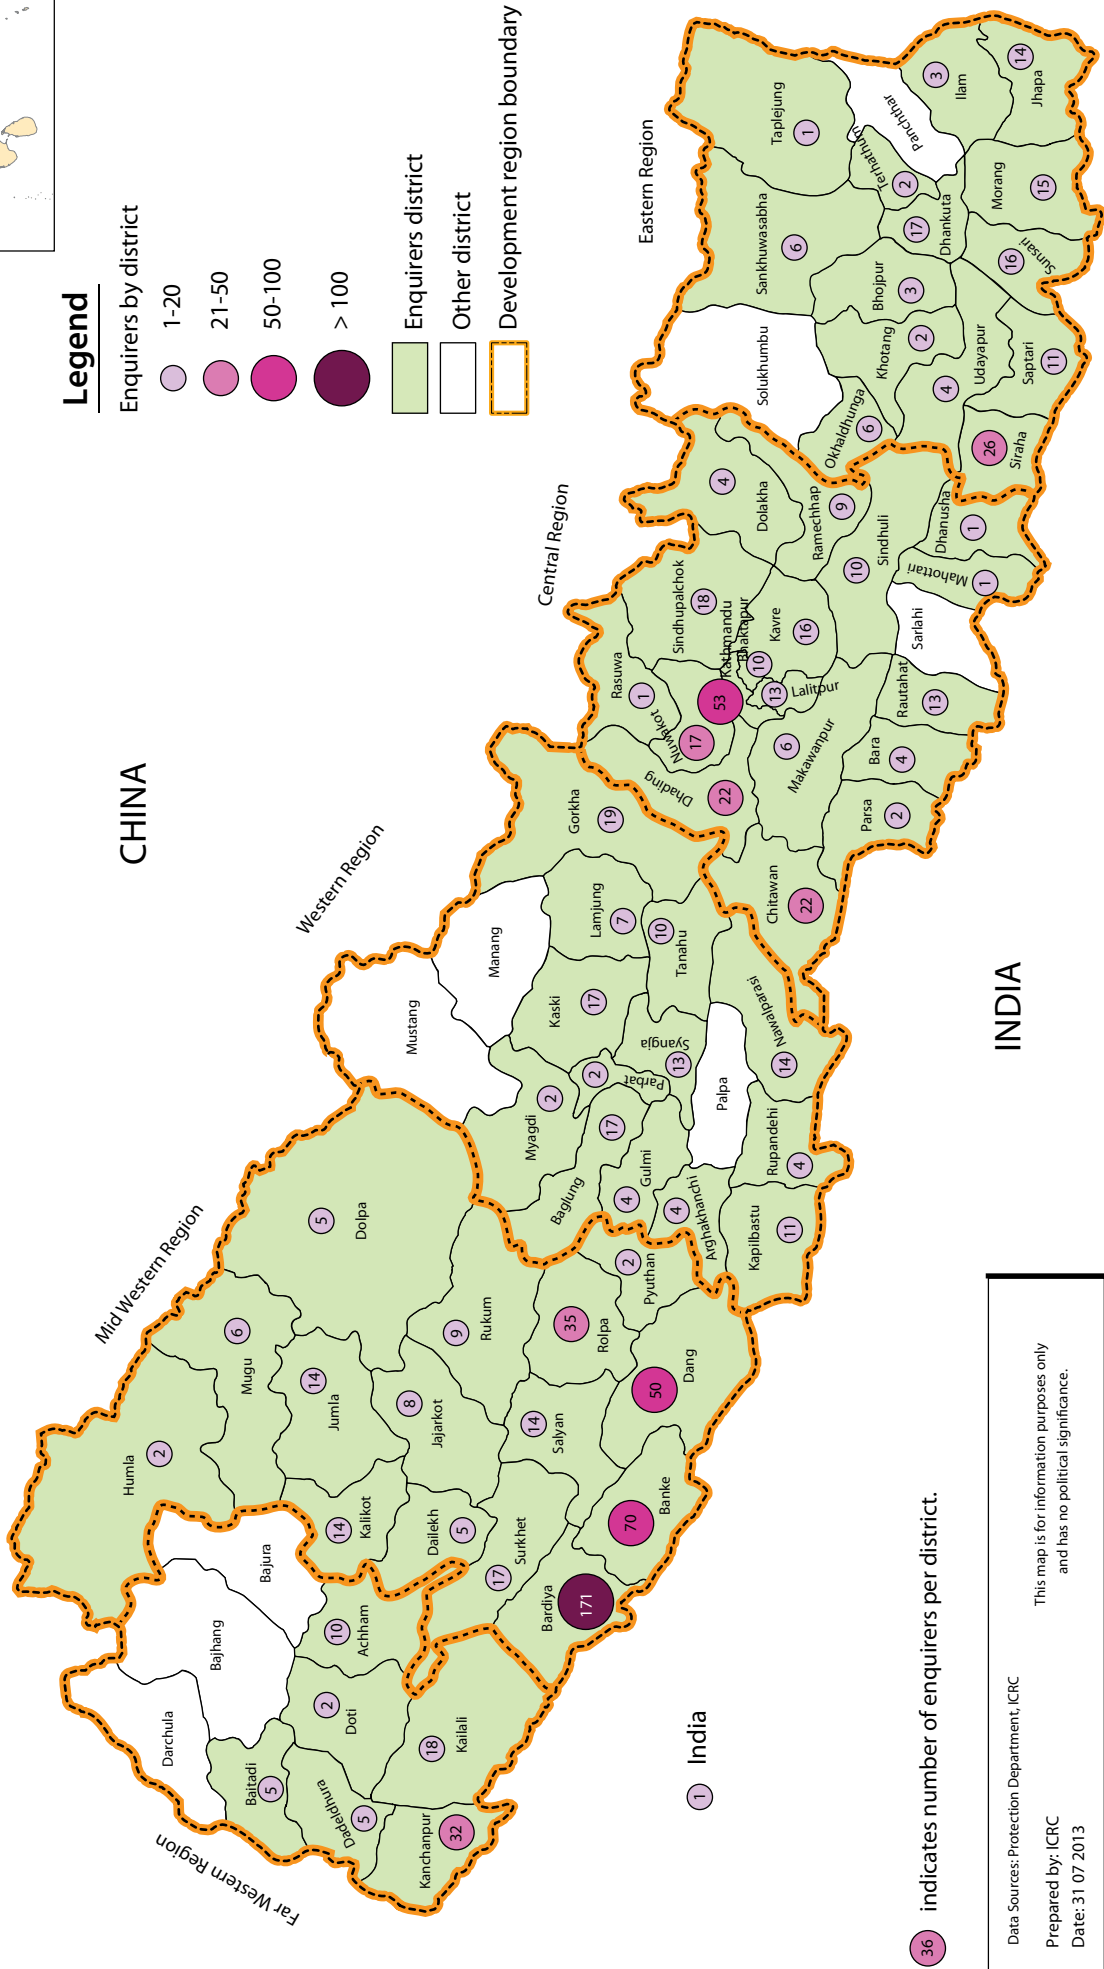 Legend
Enquirers by district
1-20
21-50
50-100
> 100
Enquirers district
Other district
Development region boundary
CHINA
INDIA
Far Western Region
Mid Western Region
Western Region
Central Region
Eastern Region
Darchula
Bajhang
Bajura
Baitadi
5
Dadeldhura
5
Kanchanpur
32
Doti
2
Achham
10
Kailali
18
Humla
2
Mugu
6
Jumla
14
Kalikot
14
Dolpa
5
Jajarkot
8
Dailekh
5
Rukum
9
Surkhet
17
Salyan
14
Rolpa
35
Pyuthan
2
Bardiya
171
Banke
70
Dang
50
Mustang
Manang
Myagdi
2
Kaski
17
Lamjung
7
Gorkha
19
Baglung
17
Parbat
2
Syangja
13
Tanahu
10
Gulmi
4
Arghakhanchi
4
Palpa
Kapilbastu
11
Rupandehi
4
Nawalparasi
14
Rasuwa
1
Nuwakot
17
Dhading
22
Sindhupalchok
18
Kathmandu
53
Bhaktapur
10
Lalitpur
13
Kavre
16
Dolakha
4
Ramechhap
9
Sindhuli
10
Makawanpur
6
Chitawan
22
Parsa
2
Bara
4
Rautahat
13
Sarlahi
Mahottari
1
Dhanusha
1
Solukhumbu
Okhaldhunga
6
Khotang
2
Sankhuwasabha
6
Taplejung
1
Bhojpur
3
Dhankuta
17
Terhathum
2
Panchthar
Ilam
3
Jhapa
14
Morang
15
Sunsari
16
Udayapur
4
Saptari
11
Siraha
26
1 India
36 indicates number of enquirers per district.
Data Sources: Protection Department, ICRC
Prepared by: ICRC
Date: 31 07 2013
This map is for information purposes only
and has no political significance.